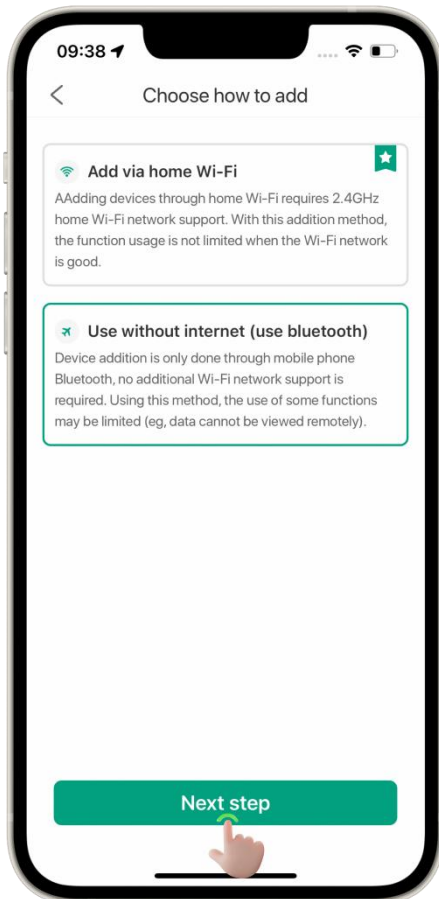 09:38
Choose how to add
Add via home Wi-Fi
AAdding devices through home Wi-Fi requires 2.4GHz
home Wi-Fi network support. With this addition method,
the function usage is not limited when the Wi-Fi network
is good.
Use without internet (use bluetooth)
Device addition is only done through mobile phone
Bluetooth, no additional Wi-Fi network support is
required. Using this method, the use of some functions
may be limited (eg, data cannot be viewed remotely).
Next step